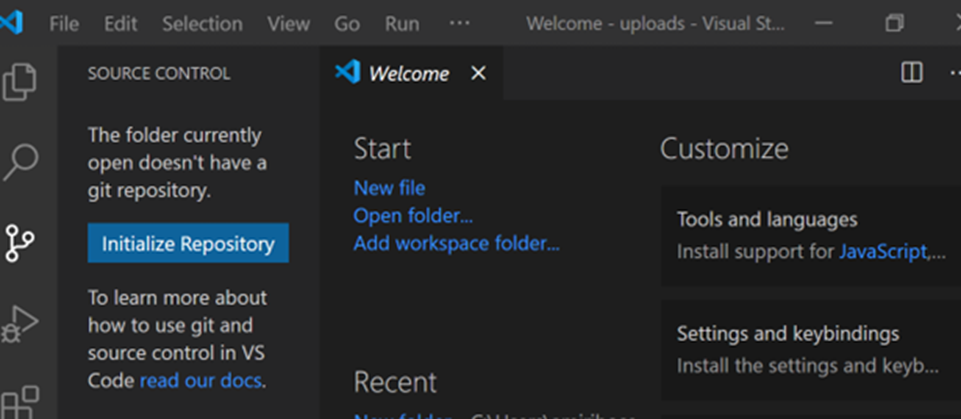 File Edit Selection View Go Run ··· Welcome - uploads - Visual St...
SOURCE CONTROL
Welcome
The folder currently
open doesn't have a
git repository.
Initialize Repository
To learn more about
how to use git and
source control in VS
Code read our docs.
Start
New file
Open folder...
Add workspace folder...
Recent
New folder
Customize
Tools and languages
Install support for JavaScript,...
Settings and keybindings
Install the settings and keyb...